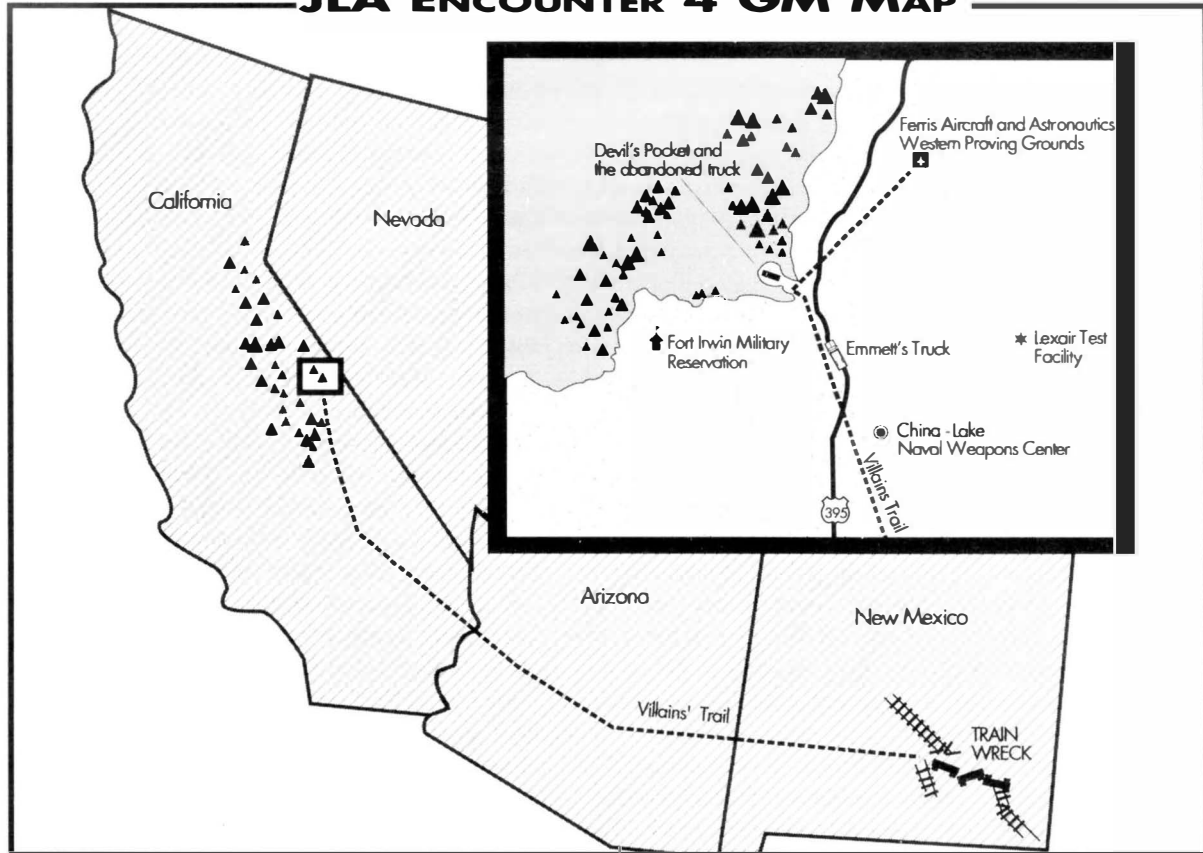 JLA ENCOUNTER 4 GM MAP
California
Nevada
Arizona
New Mexico
Villains' Trail
TRAIN
WRECK
Devil's Pocket and
the abandoned truck
Ferris Aircraft and Astronautics
Western Proving Grounds
Fort Irwin Military
Reservation
Emmett's Truck
Lexair Test
Facility
China - Lake
Naval Weapons Center
Villains Trail
395